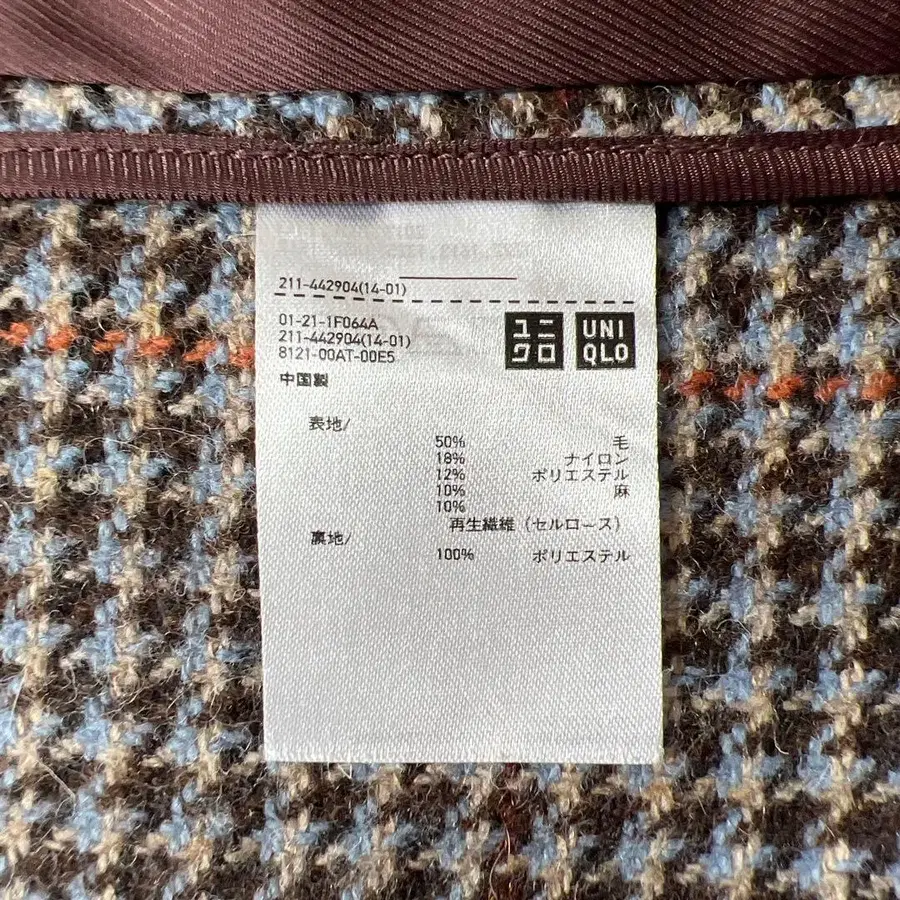 211-442904(14-01)
01-21-1F064A
211-442904(14-01)
8121-00AT-00E5
中国製
ユニ
クロ
UNI
QLO
表地/
50% 毛
18% ナイロン
12% ポリエステル
10% 麻
10%
再生繊維(セルロース)
裏地/
100% ポリエステル